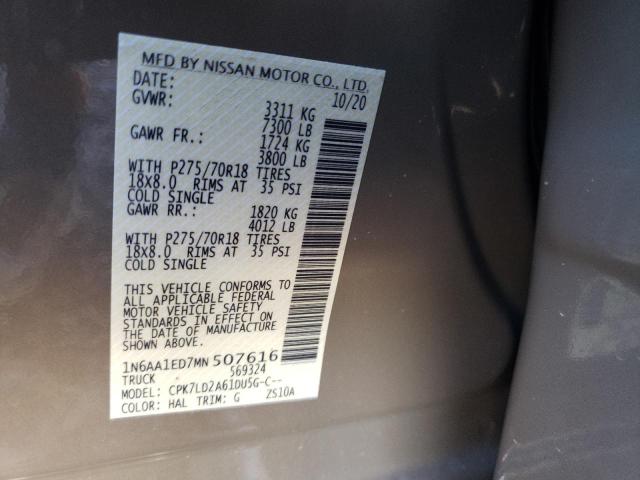 MFD BY NISSAN MOTOR CO., LTD.
DATE: 10/20
GVWR: 3311 KG
7300 LB
GAWR FR.: 1724 KG
3800 LB
WITH P275/70R18 TIRES
18X8.0 RIMS AT 35 PSI
COLD SINGLE
GAWR RR.: 1820 KG
4012 LB
WITH P275/70R18 TIRES
18X8.0 RIMS AT 35 PSI
COLD SINGLE
THIS VEHICLE CONFORMS TO
ALL APPLICABLE FEDERAL
MOTOR VEHICLE SAFETY
STANDARDS IN EFFECT ON
THE DATE OF MANUFACTURE
SHOWN ABOVE.
1N6AA1ED7MN507616
TRUCK 569324
MODEL: CPK7LD2A61DU5G-C--
COLOR: HAL TRIM: G ZS10A